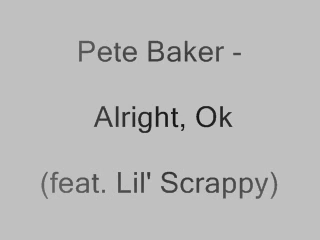 Pete Baker -
Alright, Ok
(feat. Lil' Scrappy)